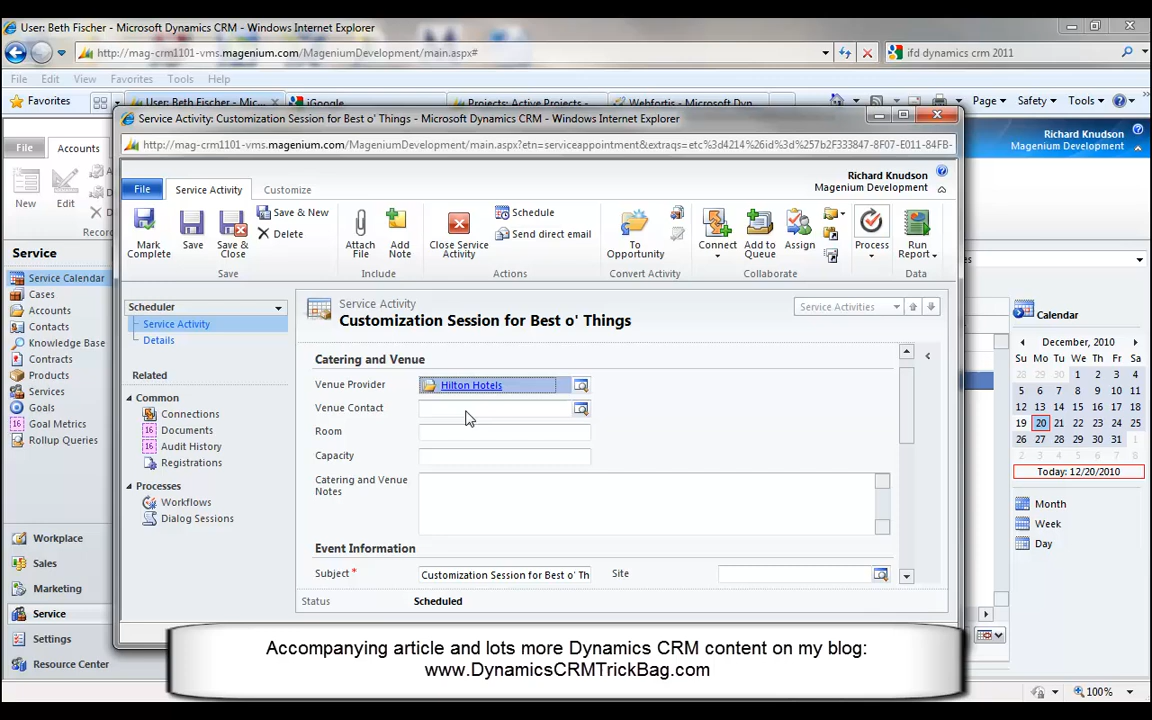 User: Beth Fischer - Microsoft Dynamics CRM - Windows Internet Explorer
http://mag-crm1101-vms.magenium.com/MageniumDevelopment/main.aspx#
ifd dynamics crm 2011
File Edit View Favorites Tools Help
Favorites
User: Beth Fischer - Mic...
iGoogle
Projects: Active Projects -
Webfortis - Microsoft Dyn...
Page
Safety
Tools
Service Activity: Customization Session for Best o' Things - Microsoft Dynamics CRM - Windows Internet Explorer
http://mag-crm1101-vms.magenium.com/MageniumDevelopment/main.aspx?etn=serviceappointment&extraqs=etc%3d4214%26id%3d%257b2F333847-8F07-E011-84FB-
Richard Knudson
Magenium Development
File
Accounts
New
Edit
Record
File
Service Activity
Customize
Richard Knudson
Magenium Development
Mark Complete
Save
Save & Close
Save & New
Delete
Save
Attach File
Add Note
Include
Close Service Activity
Schedule
Send direct email
Actions
To Opportunity
Convert Activity
Connect
Add to Queue
Assign
Collaborate
Process
Run Report
Data
Service
Service Calendar
Cases
Accounts
Contacts
Knowledge Base
Contracts
Products
Services
Goals
Goal Metrics
Rollup Queries
Workplace
Sales
Marketing
Service
Settings
Resource Center
Scheduler
Service Activity
Details
Related
Common
Connections
Documents
Audit History
Registrations
Processes
Workflows
Dialog Sessions
Service Activity
Customization Session for Best o' Things
Service Activities
Catering and Venue
Venue Provider
Hilton Hotels
Venue Contact
Room
Capacity
Catering and Venue
Notes
Event Information
Subject *
Customization Session for Best o' Th
Site
Status
Scheduled
Calendar
December, 2010
Su Mo Tu We Th Fr Sa
28 29 30 1 2 3 4
5 6 7 8 9 10 11
12 13 14 15 16 17 18
19 20 21 22 23 24 25
26 27 28 29 30 31 1
2 3 4 5 6 7 8
Today: 12/20/2010
Month
Week
Day
100%
Accompanying article and lots more Dynamics CRM content on my blog:
www.DynamicsCRMTrickBag.com